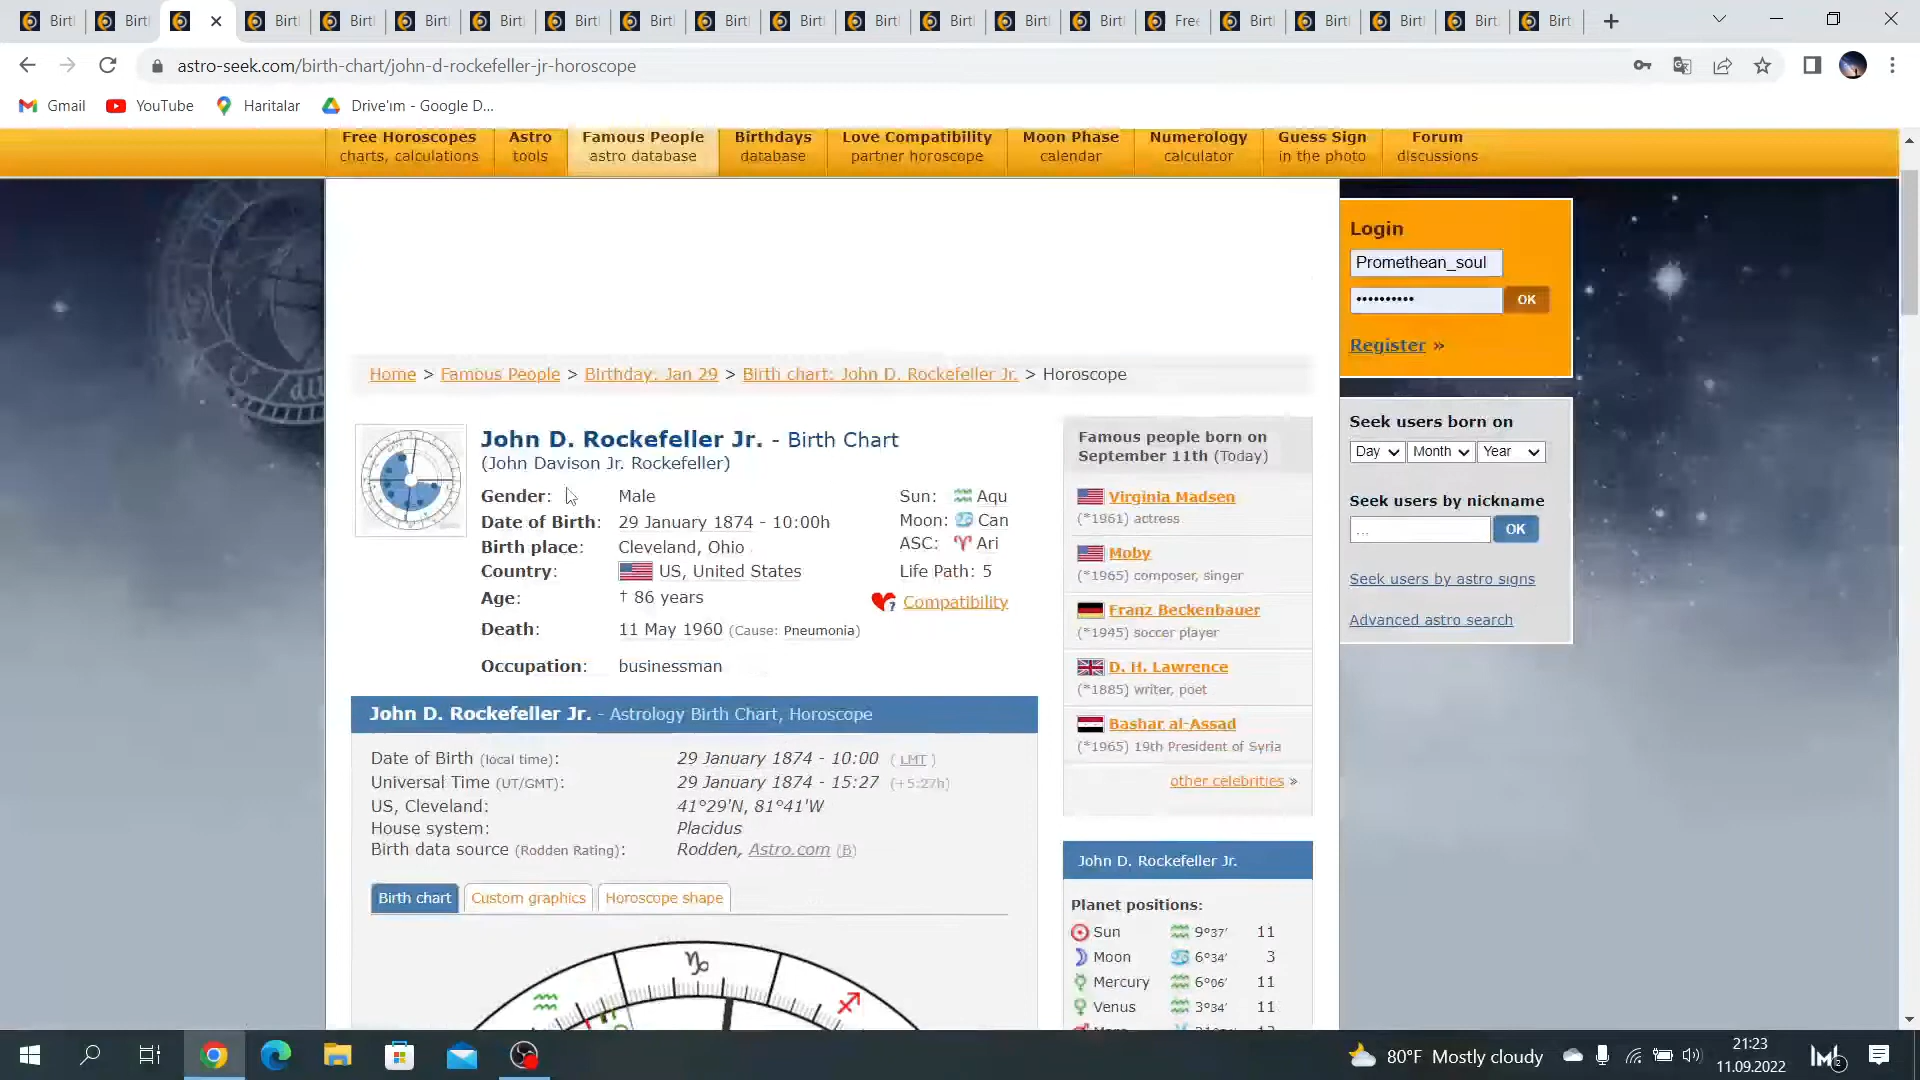 Birt
Birt
Birt
Birt
Birt
Birt
Birt
Birt
Birt
Birt
Birt
Birt
Birt
Birt
Free
Birt
Birt
Birt
Birt
Birt
astro-seek.com/birth-chart/john-d-rockefeller-jr-horoscope
Gmail YouTube Haritalar Drive'ım - Google D...
Free Horoscopes Astro Famous People Birthdays Love Compatibility Moon Phase Numerology Guess Sign Forum
charts, calculations tools astro database database partner horoscope calendar calculator in the photo discussions
Login
Promethean_soul
•••••••••• OK
Register »
Home > Famous People > Birthday: Jan 29 > Birth chart: John D. Rockefeller Jr. > Horoscope
John D. Rockefeller Jr. - Birth Chart
(John Davison Jr. Rockefeller)
Gender: Male
Date of Birth: 29 January 1874 - 10:00h
Birth place: Cleveland, Ohio
Country: US, United States
Age: † 86 years
Death: 11 May 1960 (Cause: Pneumonia)
Occupation: businessman
Sun: ♒ Aqu
Moon: ♋ Can
ASC: ♈ Ari
Life Path: 5
Compatibility
Famous people born on
September 11th (Today)
Virginia Madsen
(*1961) actress
Moby
(*1965) composer, singer
Franz Beckenbauer
(*1945) soccer player
D. H. Lawrence
(*1885) writer, poet
Bashar al-Assad
(*1965) 19th President of Syria
other celebrities »
Seek users born on
Day Month Year
Seek users by nickname
... OK
Seek users by astro signs
Advanced astro search
John D. Rockefeller Jr. - Astrology Birth Chart, Horoscope
Date of Birth (local time): 29 January 1874 - 10:00 ( LMT )
Universal Time (UT/GMT): 29 January 1874 - 15:27 (+5:27h)
US, Cleveland: 41°29'N, 81°41'W
House system: Placidus
Birth data source (Rodden Rating): Rodden, Astro.com (B)
Birth chart Custom graphics Horoscope shape
John D. Rockefeller Jr.
Planet positions:
Sun ♒ 9°37' 11
Moon ♋ 6°34' 3
Mercury ♒ 6°06' 11
Venus ♒ 3°34' 11
♑
♒ ♐
80°F Mostly cloudy
21:23
11.09.2022
2